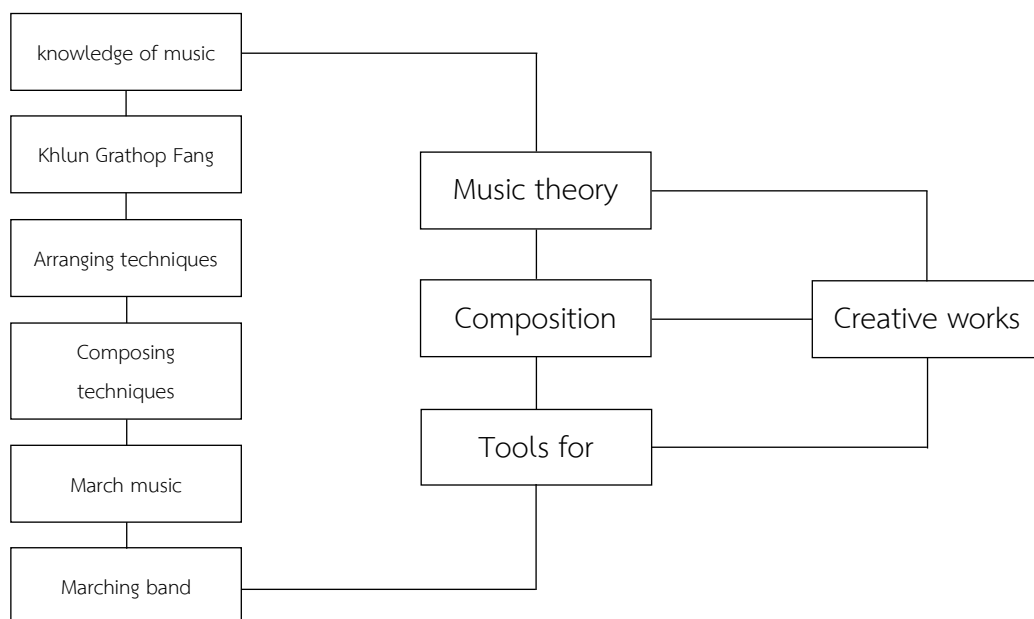 knowledge of music
Khlun Grathop Fang
Arranging techniques
Composing
techniques
March music
Marching band
Music theory
Composition
Tools for
Creative works